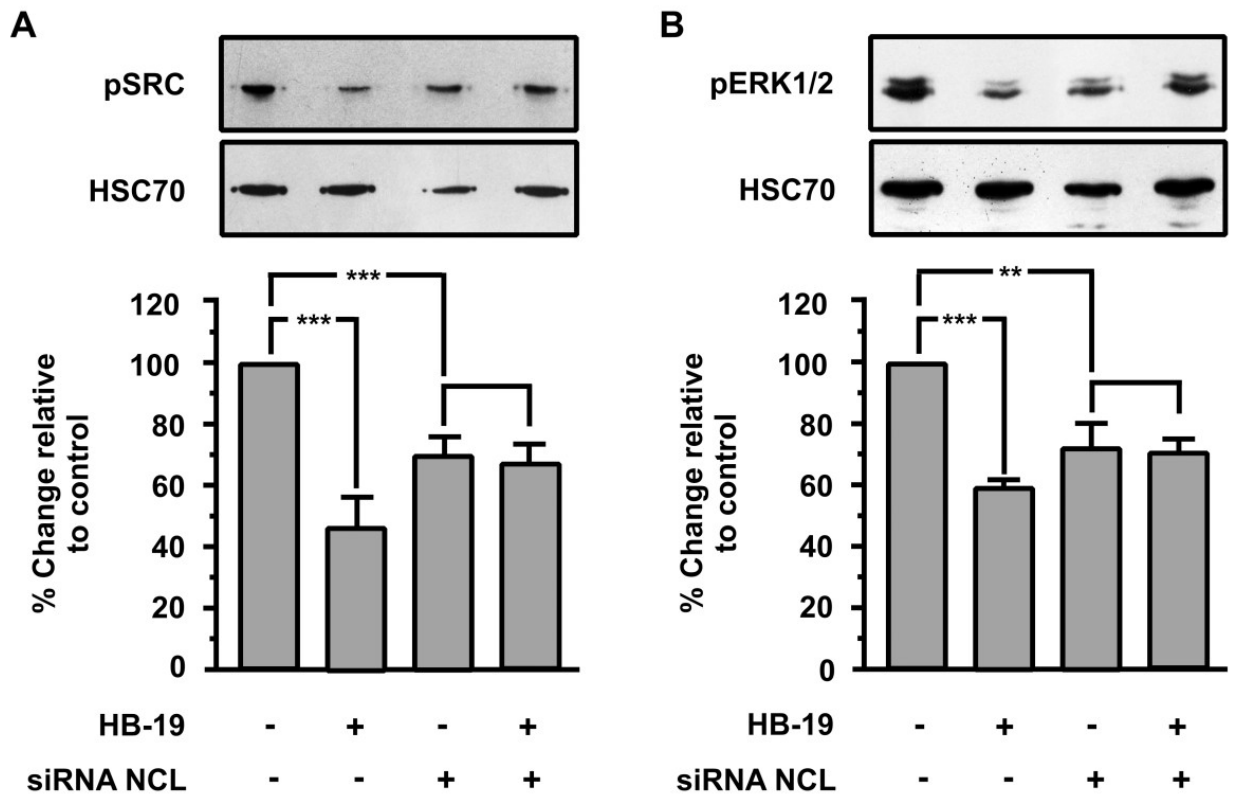 A
pSRC
HSC70
***
***
120
100
80
60
40
20
0
% Change relative
to control
HB-19 - + - +
siRNA NCL - - + +
B
pERK1/2
HSC70
**
***
120
100
80
60
40
20
0
% Change relative
to control
HB-19 - + - +
siRNA NCL - - + +